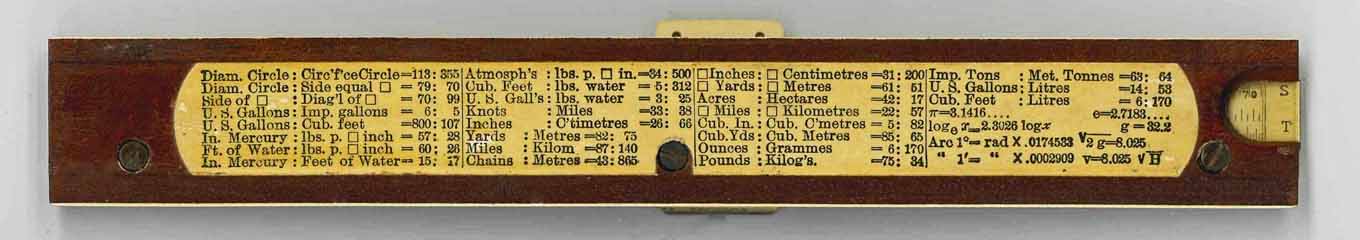 Diam. Circle : Circ'f'ceCircle=113: 355
Diam. Circle : Side equal □ = 79: 70
Side of □ : Diag'l of □ = 70: 99
U. S. Gallons: Imp. gallons = 6: 5
U. S. Gallons: Cub. feet =800: 107
In. Mercury : lbs. p. □ inch = 57: 28
Ft. of Water: lbs. p. □ inch = 60: 26
In. Mercury : Feet of Water= 15: 17
Atmosph's : lbs. p. □ in.=34: 500
Cub. Feet : lbs. water = 5: 312
U. S. Gall's : lbs. water = 3: 25
Knots : Miles =33: 38
Inches : C'timetres =26: 66
Yards : Metres =82: 75
Miles : Kilom =87: 140
Chains : Metres =43: 865
□ Inches : □ Centimetres =31: 200
□ Yards : □ Metres =61: 51
Acres Hectares =42: 17
□ Miles : □ Kilometres =22: 57
Cub. In. : Cub. C'metres = 5: 82
Cub.Yds : Cub. Metres =85: 65
Ounces : Grammes = 6: 170
Pounds : Kilog's. =75: 34
Imp. Tons : Met. Tonnes =63: 64
U. S. Gallons: Litres =14: 53
Cub. Feet : Litres = 6: 170
π=3.1416.... e=2.7183....
logₑ x=2.3026 logx g = 32.2
Arc 1°= rad X .0174533 √2 g=8.025
" 1'= " X .0002909 v=8.025 √H
S
T